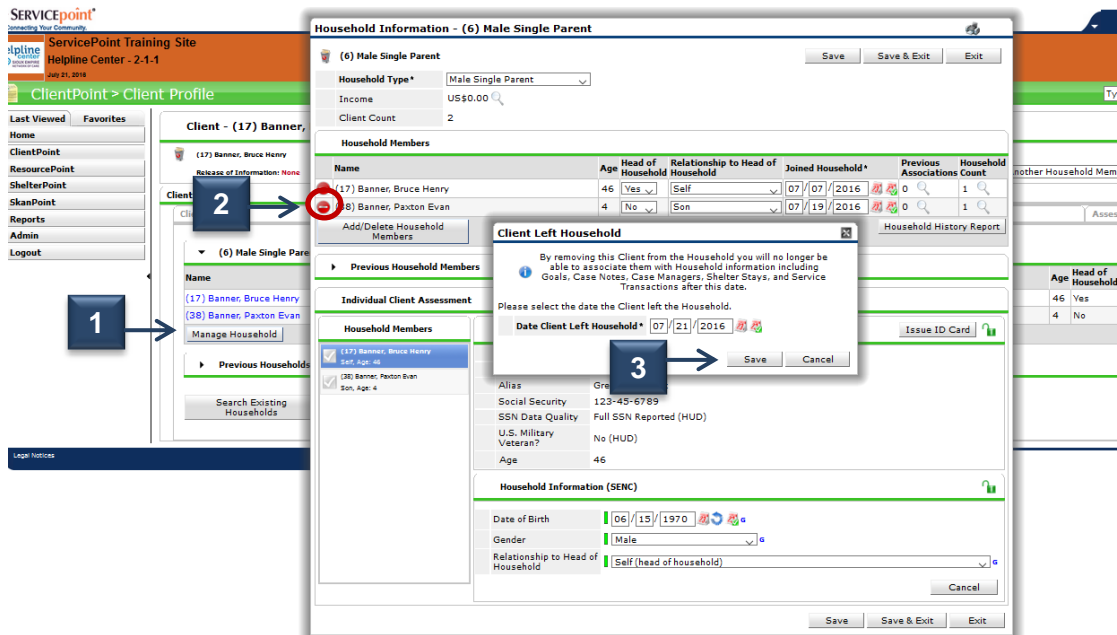 SERVICEpoint
Connecting Your Community.
ServicePoint Training Site
Helpline Center - 2-1-1
July 21, 2016
ClientPoint > Client Profile
Last Viewed Favorites
Home
ClientPoint
ResourcePoint
ShelterPoint
SkanPoint
Reports
Admin
Logout
Legal Notices
Client - (17) Banner,
(17) Banner, Bruce Henry
Release of Information: None
(6) Male Single Pare
Name
(17) Banner, Bruce Henry
(38) Banner, Paxton Evan
Manage Household
Previous Households
Search Existing
Households
1
2
3
Household Information - (6) Male Single Parent
(6) Male Single Parent
Save Save & Exit Exit
Household Type* Male Single Parent
Income US$0.00
Client Count 2
Household Members
Name Age Head of Household Relationship to Head of Household Joined Household* Previous Associations Household Count
(17) Banner, Bruce Henry 46 Yes Self 07 / 07 / 2016 0 1
(38) Banner, Paxton Evan 4 No Son 07 / 19 / 2016 0 1
Add/Delete Household
Members
Household History Report
Previous Household Members
Client Left Household
By removing this Client from the Household you will no longer be
able to associate them with Household information including
Goals, Case Notes, Case Managers, Shelter Stays, and Service
Transactions after this date.
Please select the date the Client left the Household.
Date Client Left Household* 07 / 21 / 2016
Save Cancel
Individual Client Assessment
Household Members
(17) Banner, Bruce Henry
Self, Age: 46
(38) Banner, Paxton Evan
Son, Age: 4
Issue ID Card
Alias
Social Security 123-45-6789
SSN Data Quality Full SSN Reported (HUD)
U.S. Military
Veteran? No (HUD)
Age 46
Household Information (SENC)
Date of Birth 06 / 15 / 1970 G
Gender Male G
Relationship to Head of
Household Self (head of household) G
Cancel
Save Save & Exit Exit
Age Head of
Household
46 Yes
4 No